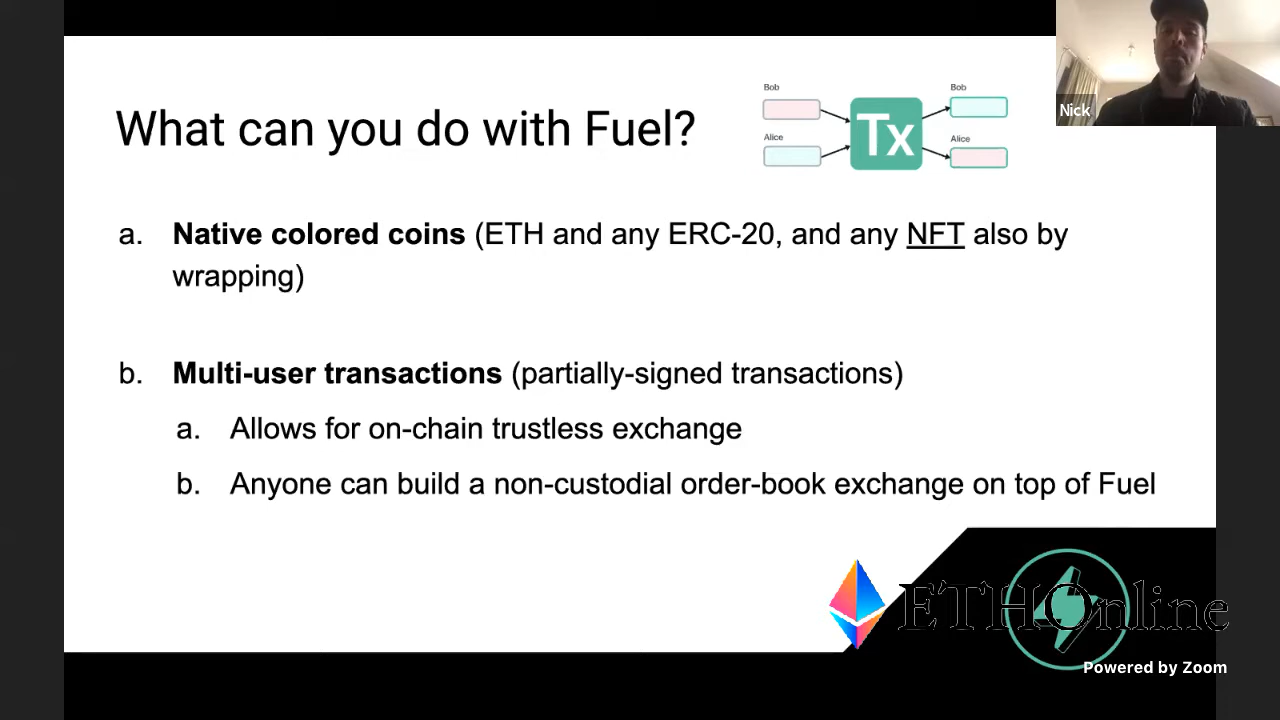 What can you do with Fuel?
Bob
Alice
Tx
Bob
Alice
Nick
a. Native colored coins (ETH and any ERC-20, and any NFT also by
wrapping)
b. Multi-user transactions (partially-signed transactions)
a. Allows for on-chain trustless exchange
b. Anyone can build a non-custodial order-book exchange on top of Fuel
ETHOnline
Powered by Zoom